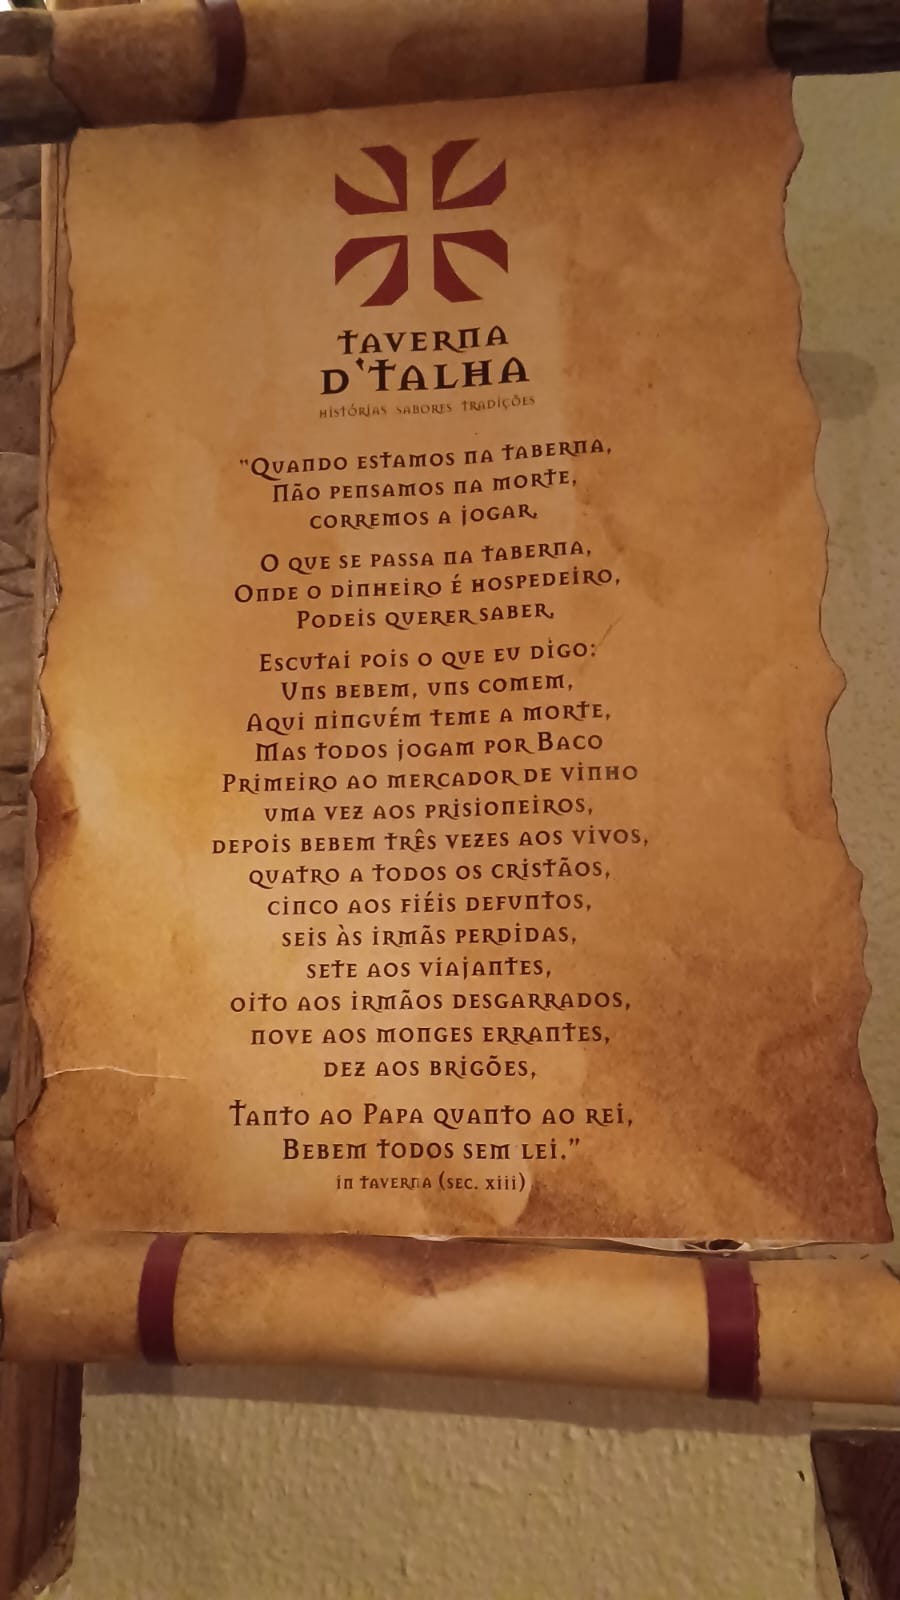 TAVERNA
D'TALHA
HISTÓRIAS SABORES TRADIÇÕES
"Quando estamos na taberna,
Não pensamos na morte,
corremos a jogar.
O que se passa na taberna,
Onde o dinheiro é hospedeiro,
Podeis querer saber.
Escutai pois o que eu digo:
Uns bebem, uns comem,
Aqui ninguém teme a morte,
Mas todos jogam por Baco
Primeiro ao mercador de vinho
uma vez aos prisioneiros,
depois bebem três vezes aos vivos,
quatro a todos os cristãos,
cinco aos fiéis defuntos,
seis às irmãs perdidas,
sete aos viajantes,
oito aos irmãos desgarrados,
nove aos monges errantes,
dez aos brigões,
Tanto ao Papa quanto ao rei,
Bebem todos sem lei."
in taverna (sec. xiii)